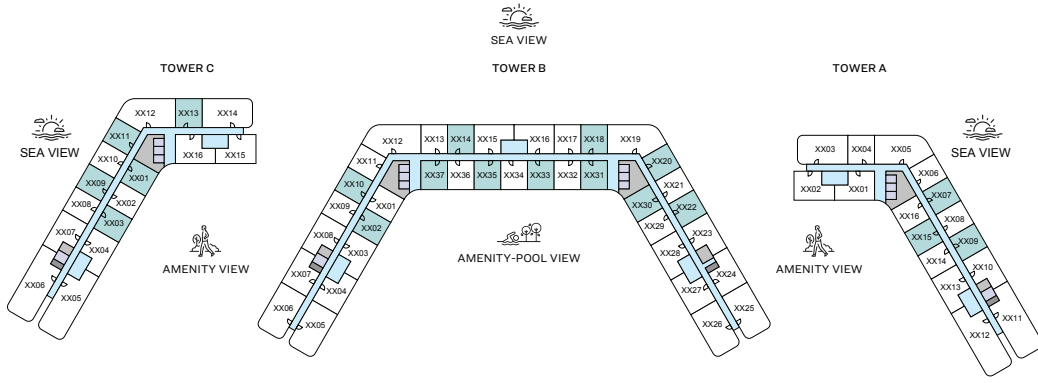 SEA VIEW
TOWER C
TOWER B
TOWER A
SEA VIEW
XX12
XX13
XX14
XX11
XX10
XX16
XX15
XX09
XX01
XX08
XX02
XX07
XX03
XX04
XX06
XX05
AMENITY VIEW
XX12
XX13
XX14
XX15
XX16
XX17
XX18
XX19
XX11
XX37
XX36
XX35
XX34
XX33
XX32
XX31
XX20
XX10
XX01
XX30
XX21
XX09
XX02
XX29
XX22
XX08
XX03
XX28
XX23
XX07
XX04
XX27
XX24
XX06
XX05
XX26
XX25
AMENITY-POOL VIEW
SEA VIEW
XX03
XX04
XX05
XX02
XX01
XX06
XX16
XX07
XX15
XX08
XX14
XX09
XX13
XX10
XX12
XX11
AMENITY VIEW